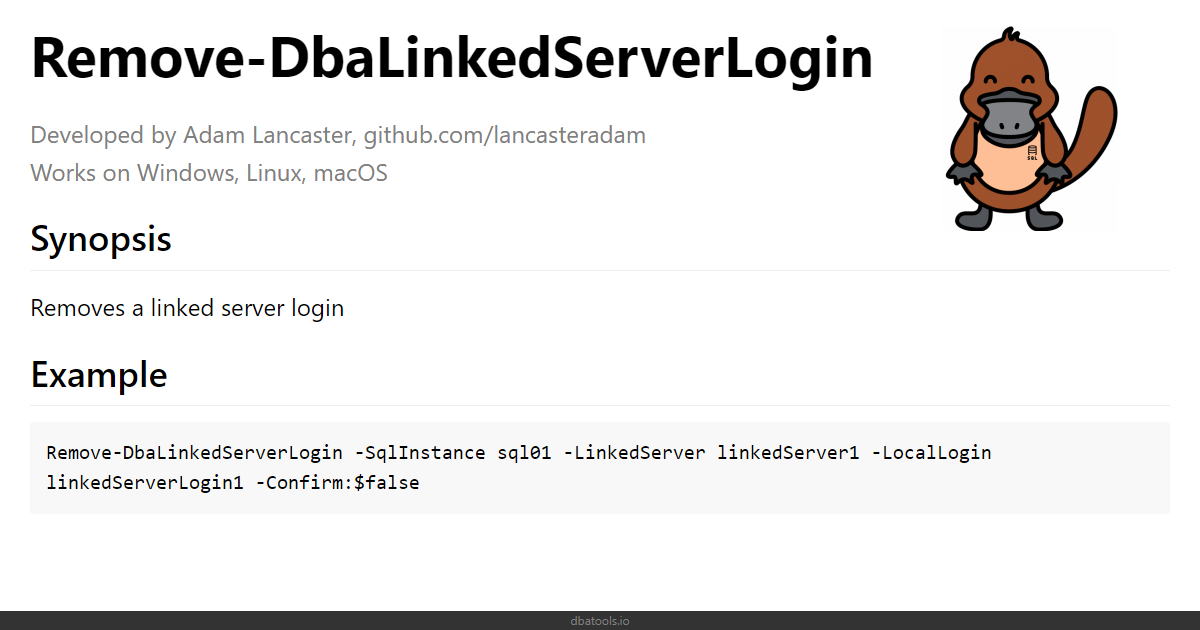 Remove-DbaLinkedServerLogin
Developed by Adam Lancaster, github.com/lancasteradam
Works on Windows, Linux, macOS
SQL
Synopsis
Removes a linked server login
Example
Remove-DbaLinkedServerLogin -SqlInstance sql01 -LinkedServer linkedServer1 -LocalLogin
linkedServerLogin1 -Confirm:$false
dbatools.io